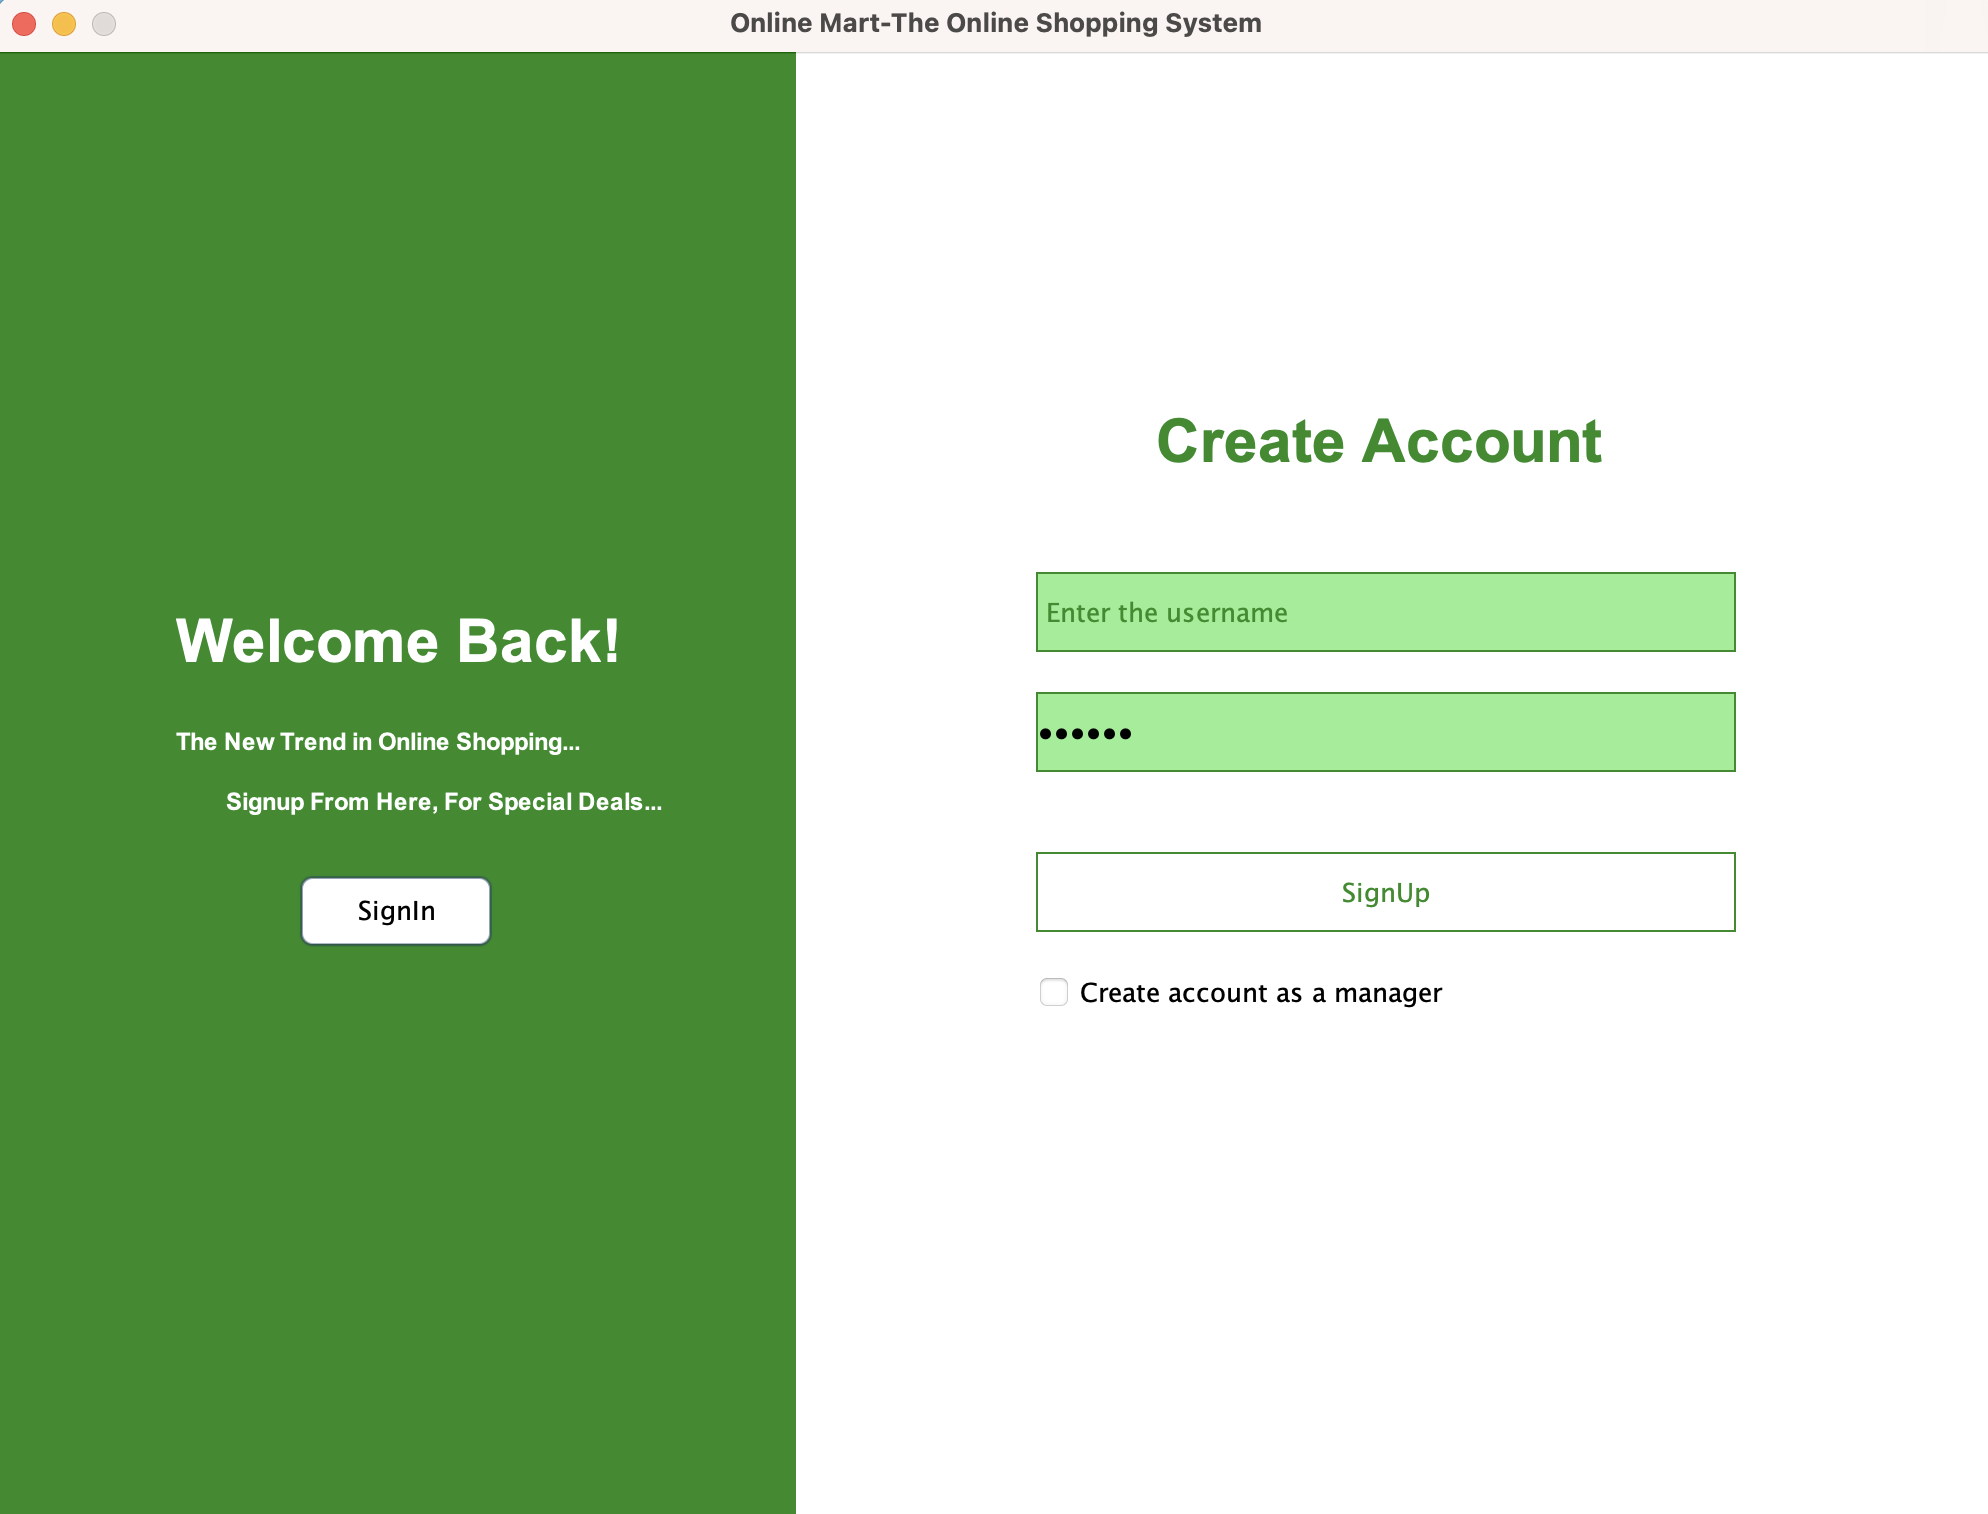 Online Mart-The Online Shopping System
Welcome Back!
The New Trend in Online Shopping...
Signup From Here, For Special Deals...
SignIn
Create Account
Enter the username
••••••
SignUp
Create account as a manager